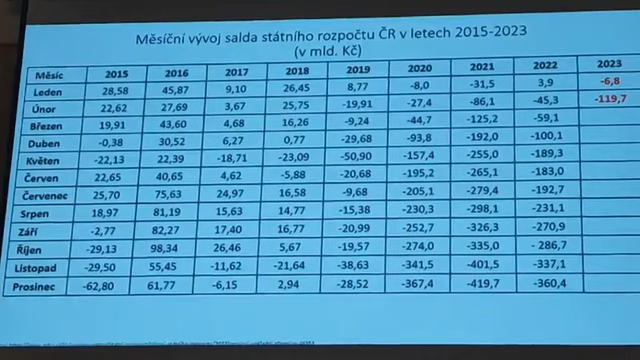 Měsíční vývoj salda státního rozpočtu ČR v letech 2015-2023
(v mld. Kč)
Měsíc 2015 2016 2017 2018 2019 2020 2021 2022 2023
Leden 28,58 45,87 9,10 26,45 8,77 -8,0 -31,5 3,9 -6,8
Únor 22,62 27,69 3,67 25,75 -19,91 -27,4 -86,1 -45,3 -119,7
Březen 19,91 43,60 4,68 16,26 -9,24 -44,7 -125,2 -59,1
Duben -0,38 30,52 6,27 0,77 -29,68 -93,8 -192,0 -100,1
Květen -22,13 22,39 -18,71 -23,09 -50,90 -157,4 -255,0 -189,3
Červen 22,65 40,65 4,62 -5,88 -20,68 -195,2 -265,1 -183,0
Červenec 25,70 75,63 24,97 16,58 -9,68 -205,1 -279,4 -192,7
Srpen 18,97 81,19 15,63 14,77 -15,38 -230,3 -298,1 -231,1
Září -2,77 82,27 17,40 16,77 -20,99 -252,7 -326,3 -270,9
Říjen -29,13 98,34 26,46 5,67 -19,57 -274,0 -335,0 - 286,7
Listopad -29,50 55,45 -11,62 -21,64 -38,63 -341,5 -401,5 -337,1
Prosinec -62,80 61,77 -6,15 2,94 -28,52 -367,4 -419,7 -360,4